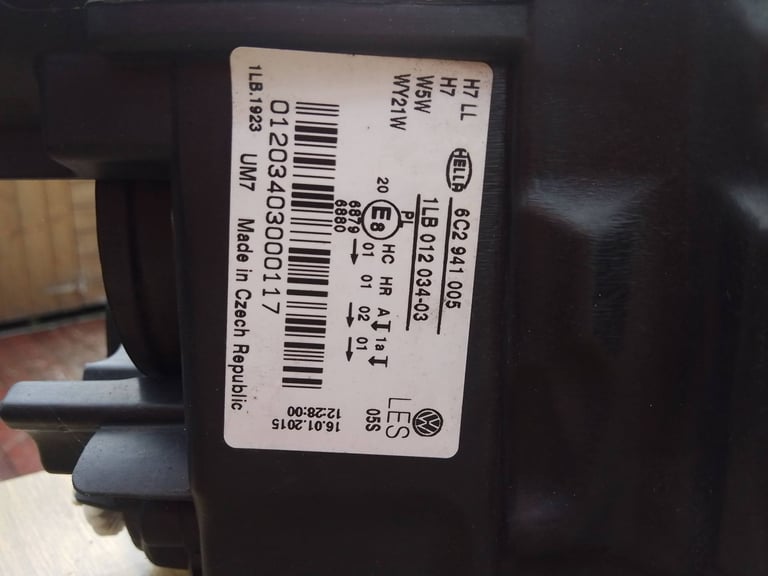 H7 LL
H7
W5W
WY21W
HELLA
6C2 941 005
1LB 012 034-03
PL
20
E8
HC HR A 1a
01 01 02 01
6879
6880
LES
05S
16.01.2015
12:28:00
01203403000117
1LB.1923 UM7 Made in Czech Republic